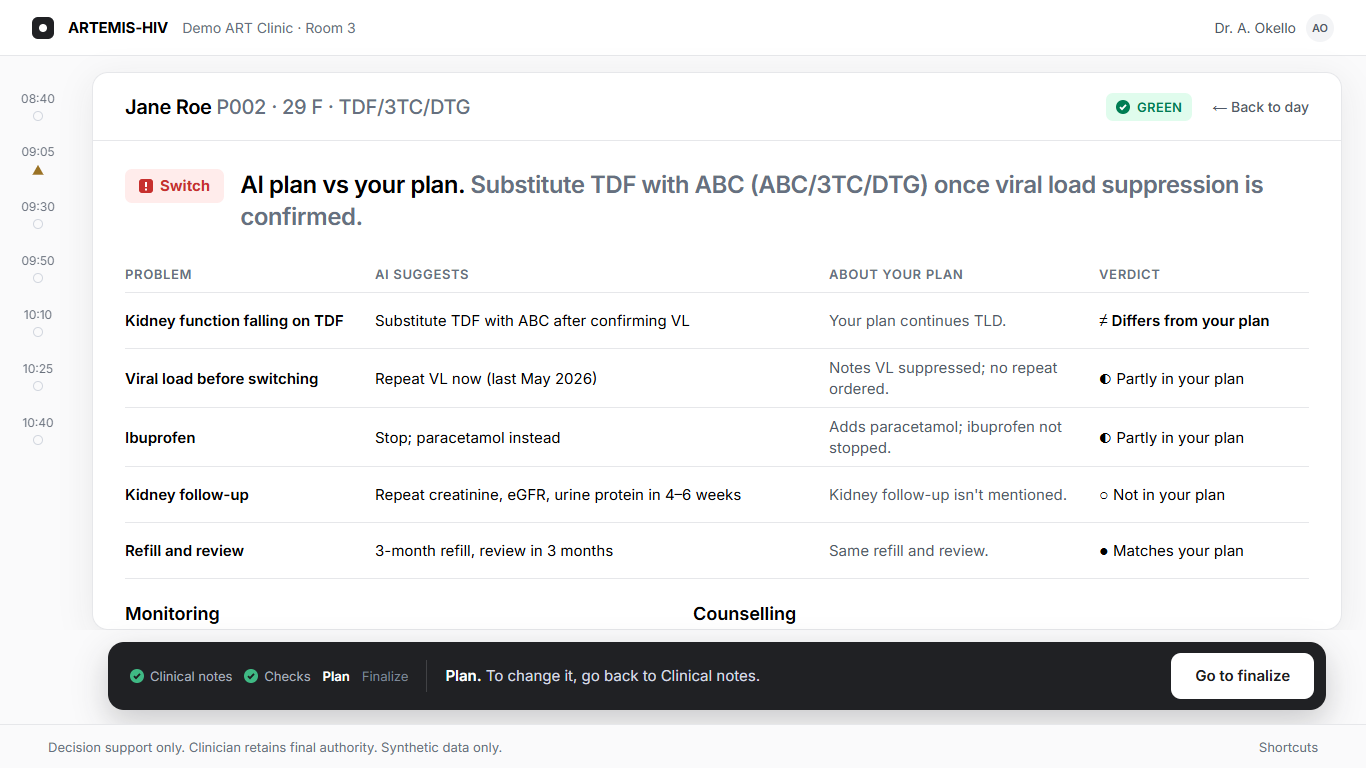 ARTEMIS-HIV Demo ART Clinic · Room 3
Dr. A. Okello AO
08:40
09:05
09:30
09:50
10:10
10:25
10:40
Jane Roe P002 · 29 F · TDF/3TC/DTG
GREEN
← Back to day
Switch
AI plan vs your plan. Substitute TDF with ABC (ABC/3TC/DTG) once viral load suppression is
confirmed.
PROBLEM AI SUGGESTS ABOUT YOUR PLAN VERDICT
Kidney function falling on TDF Substitute TDF with ABC after confirming VL Your plan continues TLD. ≠ Differs from your plan
Viral load before switching Repeat VL now (last May 2026) Notes VL suppressed; no repeat
ordered. ◐ Partly in your plan
Ibuprofen Stop; paracetamol instead Adds paracetamol; ibuprofen not
stopped. ◐ Partly in your plan
Kidney follow-up Repeat creatinine, eGFR, urine protein in 4–6 weeks Kidney follow-up isn't mentioned. ○ Not in your plan
Refill and review 3-month refill, review in 3 months Same refill and review. ● Matches your plan
Monitoring Counselling
Clinical notes Checks Plan Finalize Plan. To change it, go back to Clinical notes. Go to finalize
Decision support only. Clinician retains final authority. Synthetic data only. Shortcuts